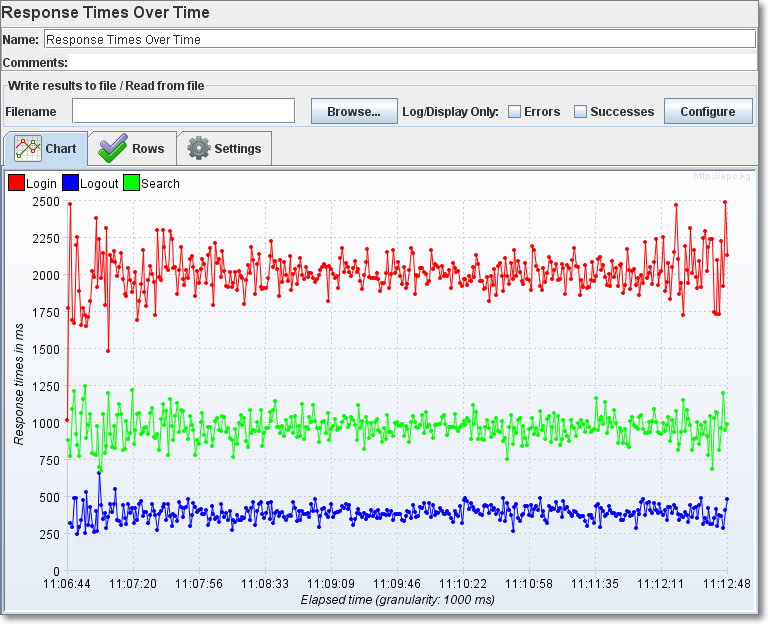 Response Times Over Time
Name: Response Times Over Time
Comments:
Write results to file / Read from file
Filename Browse... Log/Display Only: Errors Successes Configure
Chart Rows Settings
http://apc.kg
Login Logout Search
2500
2250
2000
1750
1500
1250
1000
750
500
250
0
Response times in ms
11:06:44 11:07:20 11:07:56 11:08:33 11:09:09 11:09:46 11:10:22 11:10:58 11:11:35 11:12:11 11:12:48
Elapsed time (granularity: 1000 ms)